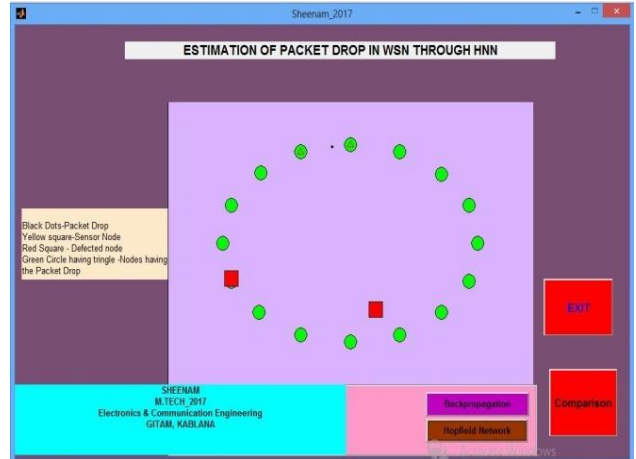 Sheenam_2017
ESTIMATION OF PACKET DROP IN WSN THROUGH HNN
Black Dots-Packet Drop
Yellow square-Sensor Node
Red Square - Defected node
Green Circle having tringle -Nodes having
the Packet Drop
EXIT
SHEENAM
M.TECH_2017
Electronics & Communication Engineering
GITAM, KABLANA
Backpropagation
Hopfield Network
Comparison
Activate Windows